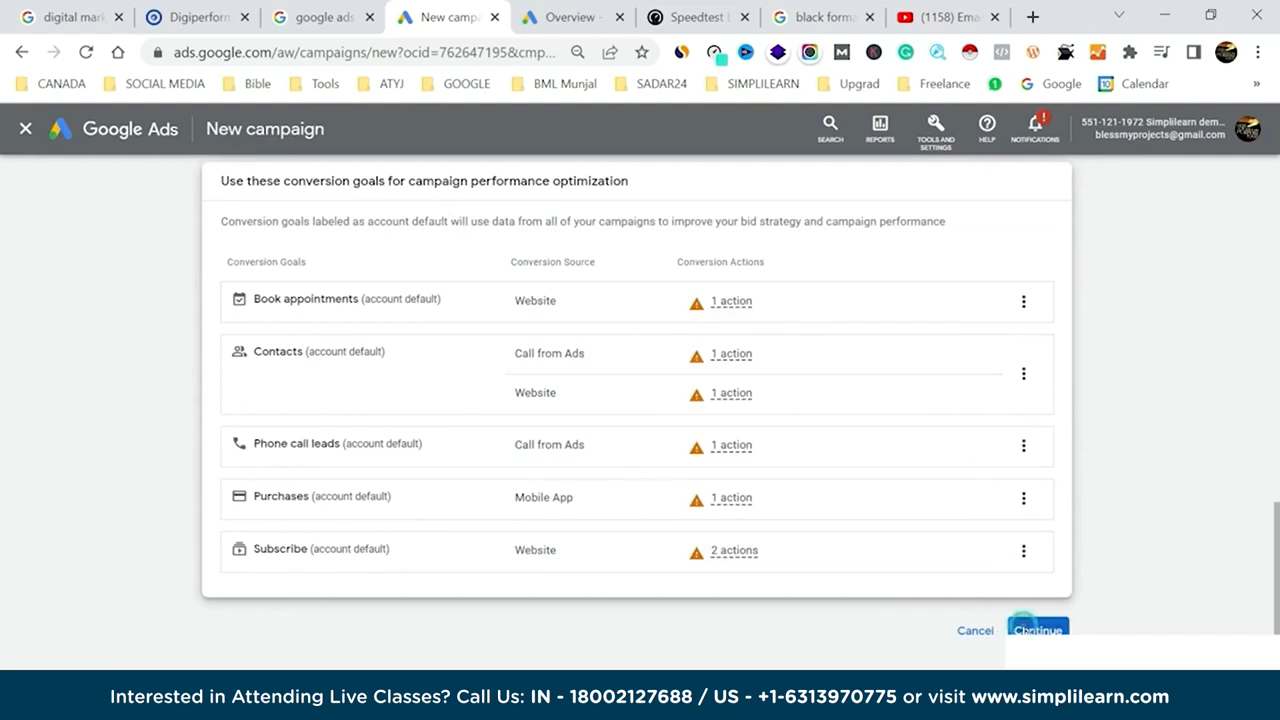 digital mark
Digiperform
google ads
New campa
Overview -
Speedtest b
black forma
(1158) Ema
ads.google.com/aw/campaigns/new?ocid=762647195&cmp...
CANADA
SOCIAL MEDIA
Bible
Tools
ATYJ
GOOGLE
BML Munjal
SADAR24
SIMPLILEARN
Upgrad
Freelance
Google
Calendar
»
Google Ads
New campaign
SEARCH
REPORTS
TOOLS AND
SETTINGS
HELP
NOTIFICATIONS
551-121-1972 Simplilearn dem...
blessmyprojects@gmail.com
Use these conversion goals for campaign performance optimization
Conversion goals labeled as account default will use data from all of your campaigns to improve your bid strategy and campaign performance
Conversion Goals Conversion Source Conversion Actions
Book appointments (account default) Website 1 action
Contacts (account default) Call from Ads 1 action
Website 1 action
Phone call leads (account default) Call from Ads 1 action
Purchases (account default) Mobile App 1 action
Subscribe (account default) Website 2 actions
Cancel Continue
Interested in Attending Live Classes? Call Us: IN - 18002127688 / US - +1-6313970775 or visit www.simplilearn.com